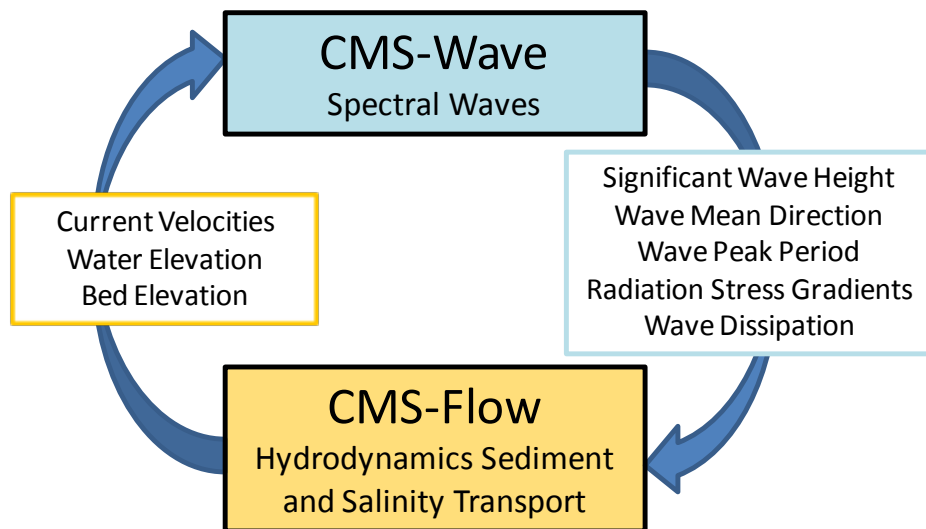 CMS-Wave
Spectral Waves
Significant Wave Height
Wave Mean Direction
Wave Peak Period
Radiation Stress Gradients
Wave Dissipation
Current Velocities
Water Elevation
Bed Elevation
CMS-Flow
Hydrodynamics Sediment
and Salinity Transport